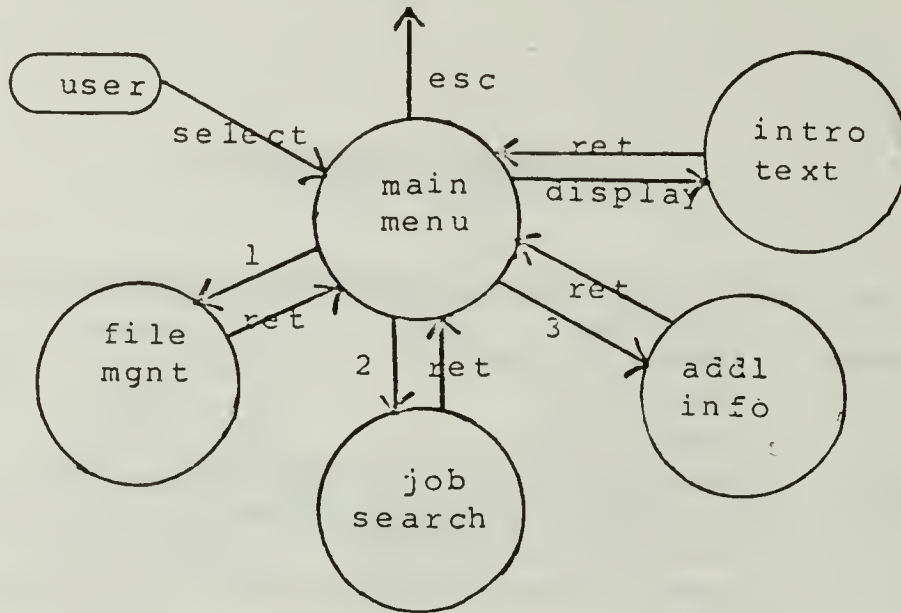 user
esc
select
main
menu
ret
display
intro
text
1
ret
file
mgnt
2
ret
3
ret
addl
info
job
search